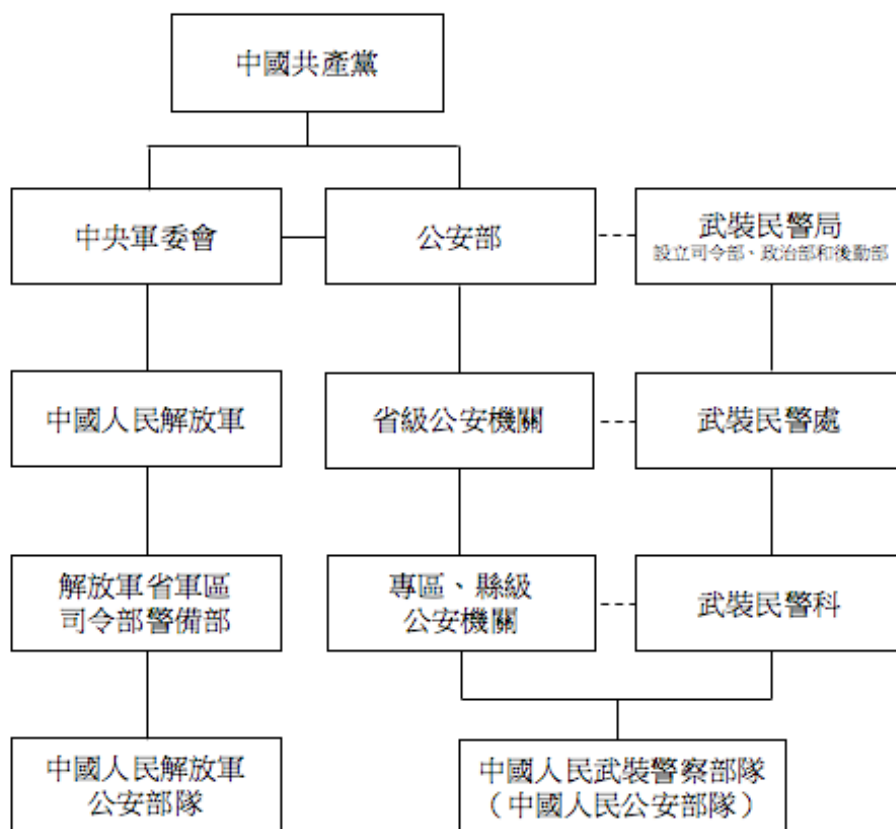 中國共產黨
中央軍委會
公安部
武裝民警局
設立司令部、政治部和後動部
中國人民解放軍
省級公安機關
武裝民警處
解放軍省軍區
司令部警備部
專區、縣級
公安機關
武裝民警科
中國人民解放軍
公安部隊
中國人民武裝警察部隊
（中國人民公安部隊）